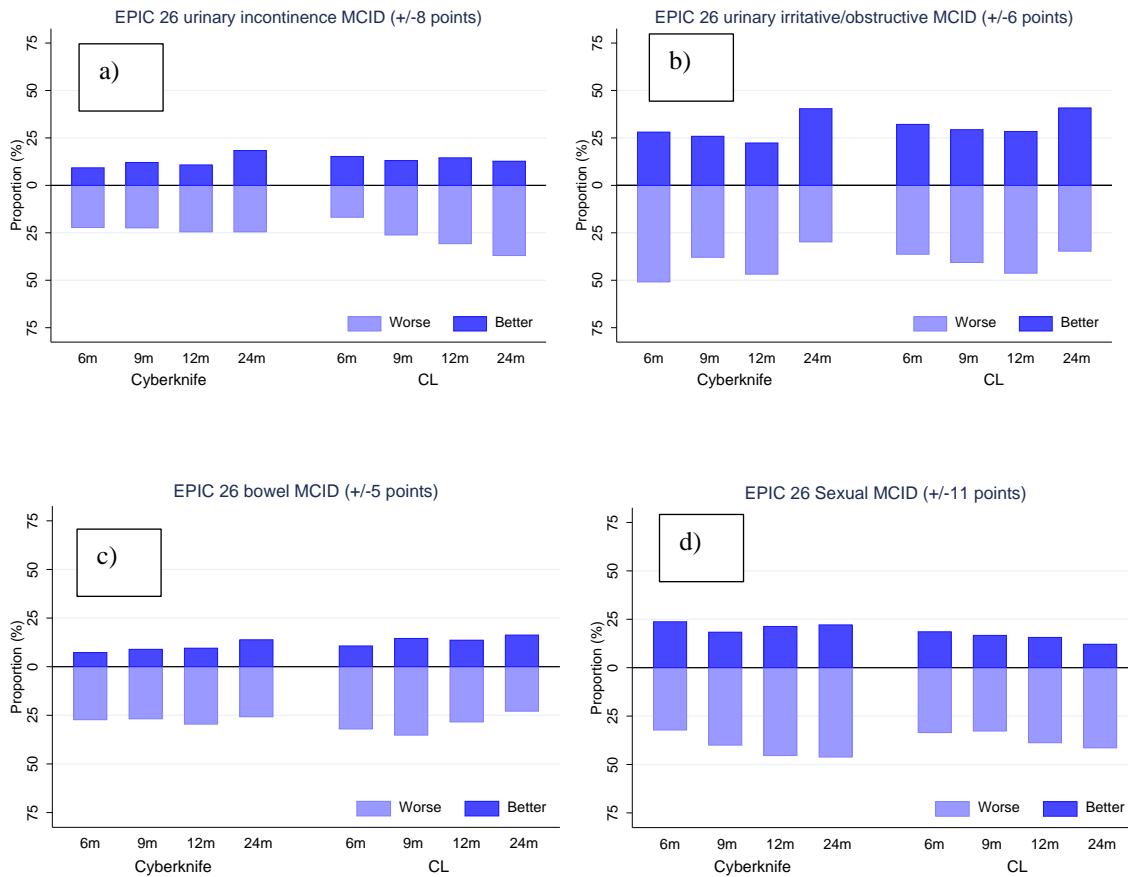 EPIC 26 urinary incontinence MCID (+/-8 points)
a)
Proportion (%)
75
50
25
0
25
50
75
Worse Better
6m 9m 12m 24m 6m 9m 12m 24m
Cyberknife CL
EPIC 26 urinary irritative/obstructive MCID (+/-6 points)
b)
Proportion (%)
75
50
25
0
25
50
75
Worse Better
6m 9m 12m 24m 6m 9m 12m 24m
Cyberknife CL
EPIC 26 bowel MCID (+/-5 points)
c)
Proportion (%)
75
50
25
0
25
50
75
Worse Better
6m 9m 12m 24m 6m 9m 12m 24m
Cyberknife CL
EPIC 26 Sexual MCID (+/-11 points)
d)
Proportion (%)
75
50
25
0
25
50
75
Worse Better
6m 9m 12m 24m 6m 9m 12m 24m
Cyberknife CL